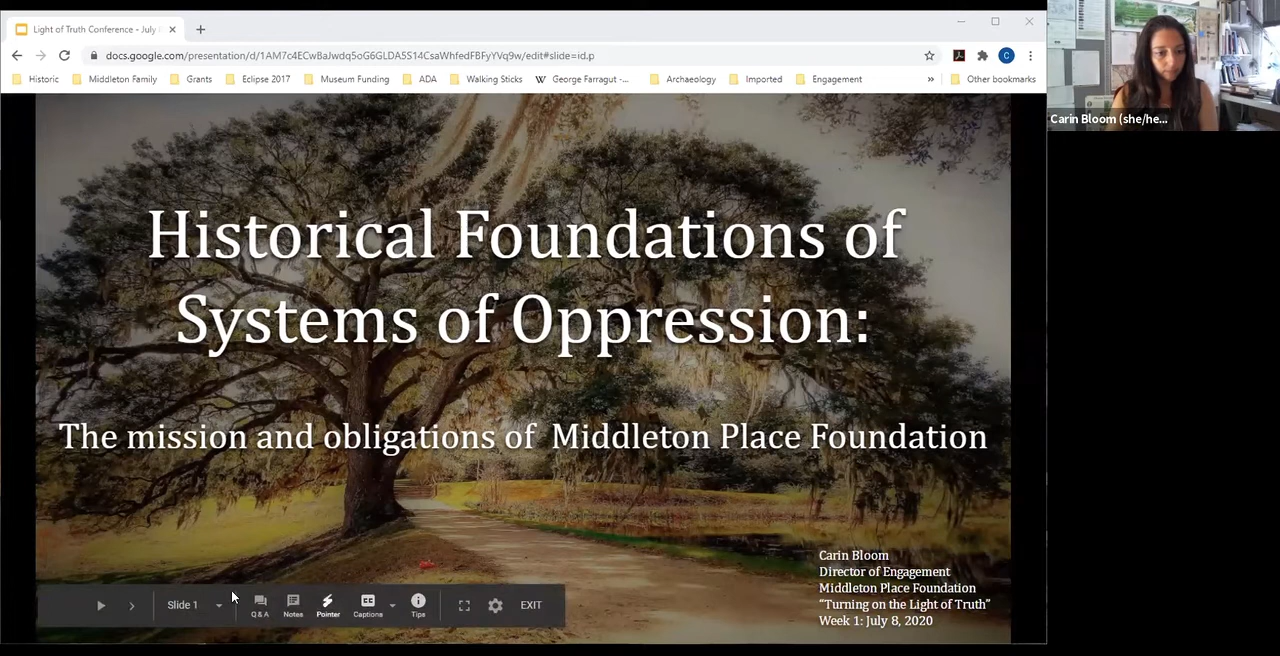 Light of Truth Conference - July 8
docs.google.com/presentation/d/1AM7c4ECwBaJwdq5oG6GLDA5S14CsaWhfedFBFyYVq9w/edit#slide=id.p
C
Historic
Middleton Family
Grants
Eclipse 2017
Museum Funding
ADA
Walking Sticks
W George Farragut -...
Archaeology
Imported
Engagement
»
Other bookmarks
Carin Bloom (she/he...
Historical Foundations of
Systems of Oppression:
The mission and obligations of Middleton Place Foundation
Carin Bloom
Director of Engagement
Middleton Place Foundation
“Turning on the Light of Truth”
Week 1: July 8, 2020
Slide 1
Q & A
Notes
Pointer
CC
Captions
Tips
EXIT